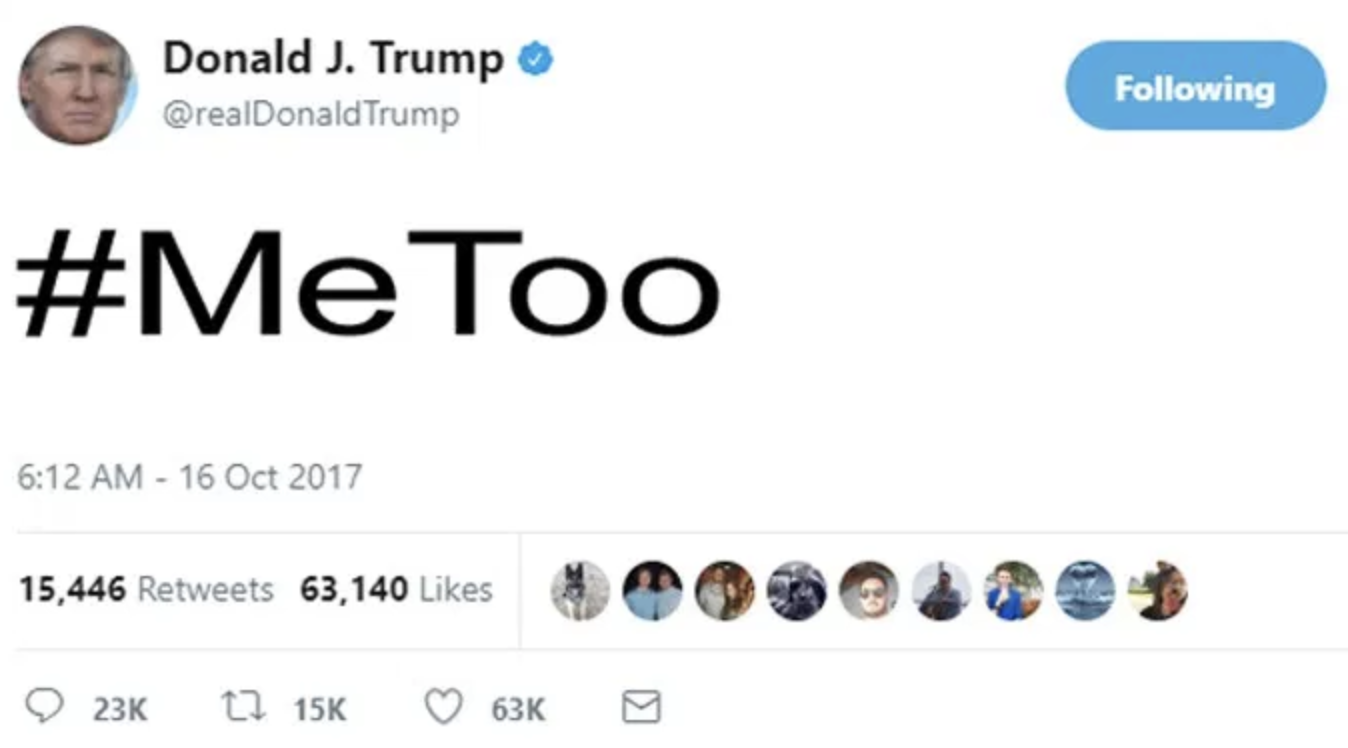 Donald J. Trump
@realDonaldTrump
Following
#MeToo
6:12 AM - 16 Oct 2017
15,446 Retweets 63,140 Likes
23K 15K 63K